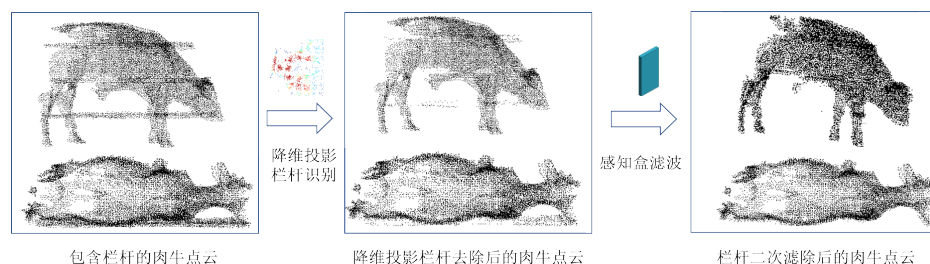 降维投影
栏杆识别
感知盒滤波
包含栏杆的肉牛点云
降维投影栏杆去除后的肉牛点云
栏杆二次滤除后的肉牛点云